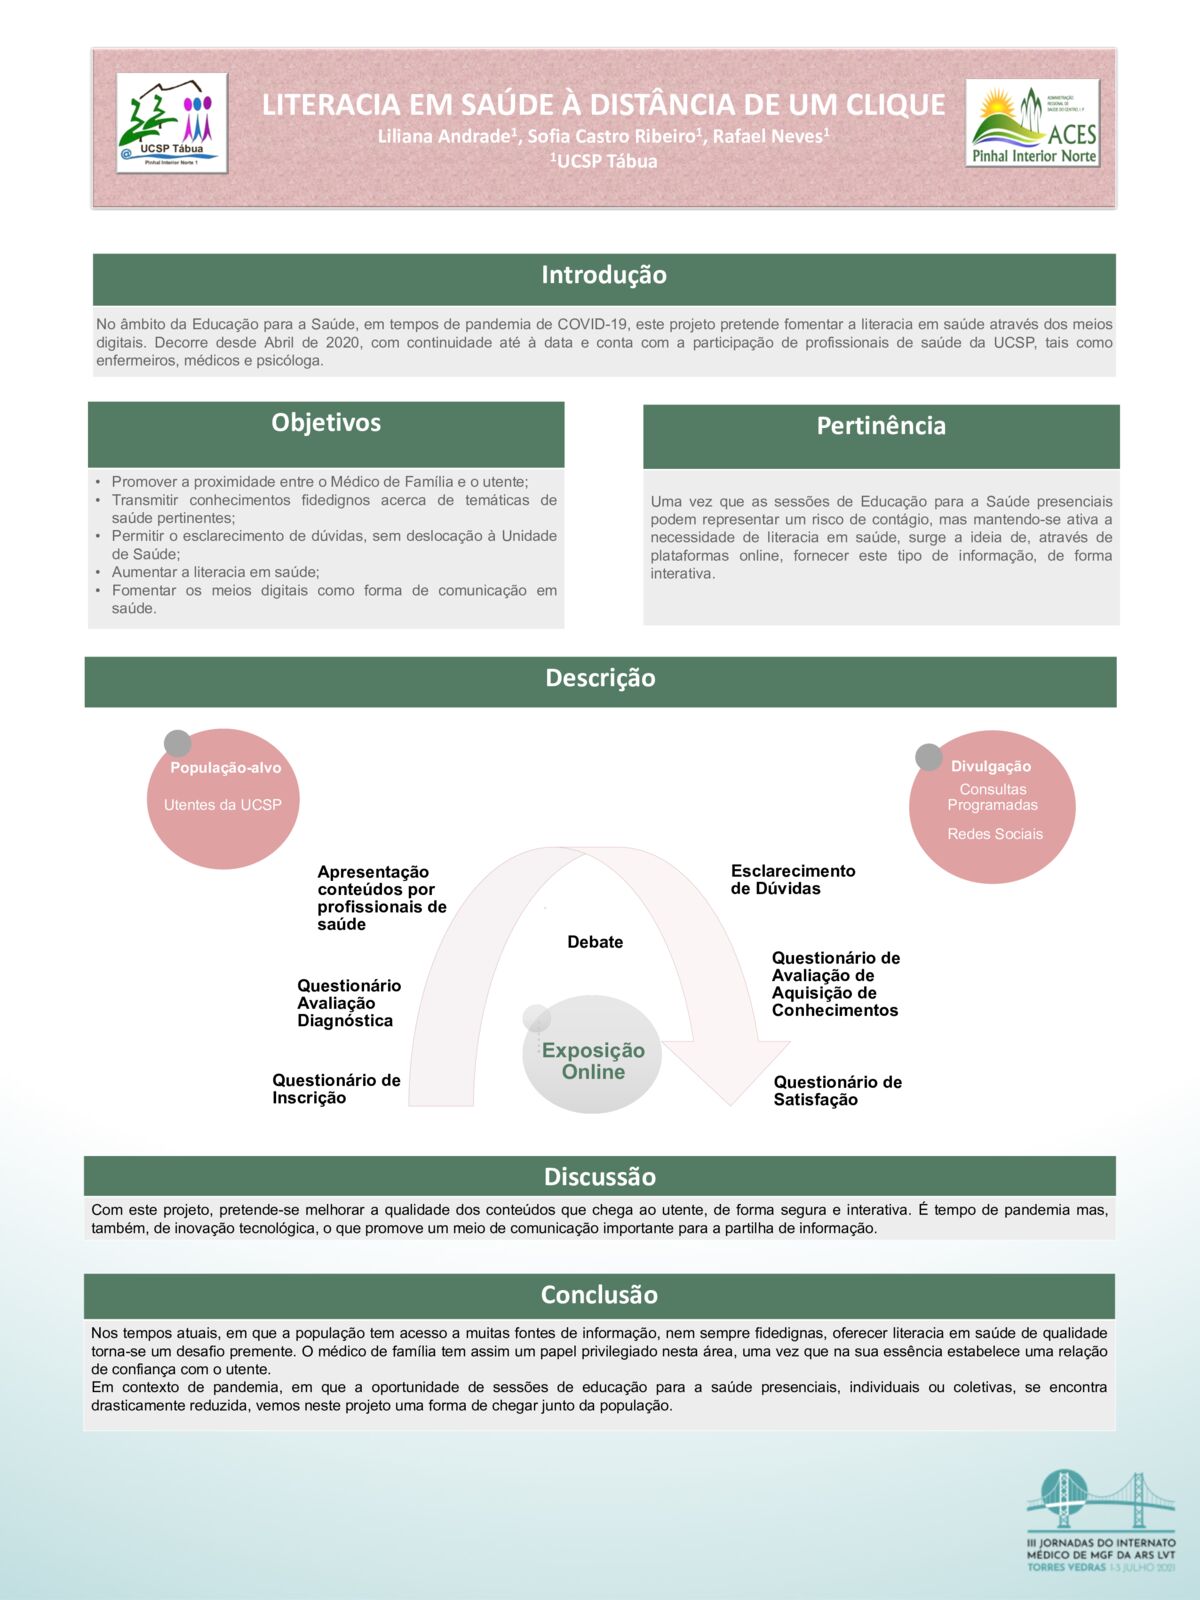 LITERACIA EM SAÚDE À DISTÂNCIA DE UM CLIQUE
Liliana Andrade¹, Sofia Castro Ribeiro¹, Rafael Neves¹
¹UCSP Tábua
@ UCSP Tábua
Pinhal Interior Norte 1
ADMINISTRAÇÃO
REGIONAL DE
SAÚDE DO CENTRO, I. P.
ACES
Pinhal Interior Norte
Introdução
No âmbito da Educação para a Saúde, em tempos de pandemia de COVID-19, este projeto pretende fomentar a literacia em saúde através dos meios
digitais. Decorre desde Abril de 2020, com continuidade até à data e conta com a participação de profissionais de saúde da UCSP, tais como
enfermeiros, médicos e psicóloga.
Objetivos
• Promover a proximidade entre o Médico de Família e o utente;
• Transmitir conhecimentos fidedignos acerca de temáticas de
saúde pertinentes;
• Permitir o esclarecimento de dúvidas, sem deslocação à Unidade
de Saúde;
• Aumentar a literacia em saúde;
• Fomentar os meios digitais como forma de comunicação em
saúde.
Pertinência
Uma vez que as sessões de Educação para a Saúde presenciais
podem representar um risco de contágio, mas mantendo-se ativa a
necessidade de literacia em saúde, surge a ideia de, através de
plataformas online, fornecer este tipo de informação, de forma
interativa.
Descrição
População-alvo
Utentes da UCSP
Divulgação
Consultas
Programadas
Redes Sociais
Questionário de
Inscrição
Questionário
Avaliação
Diagnóstica
Apresentação
conteúdos por
profissionais de
saúde
Debate
Exposição
Online
Esclarecimento
de Dúvidas
Questionário de
Avaliação de
Aquisição de
Conhecimentos
Questionário de
Satisfação
Discussão
Com este projeto, pretende-se melhorar a qualidade dos conteúdos que chega ao utente, de forma segura e interativa. É tempo de pandemia mas,
também, de inovação tecnológica, o que promove um meio de comunicação importante para a partilha de informação.
Conclusão
Nos tempos atuais, em que a população tem acesso a muitas fontes de informação, nem sempre fidedignas, oferecer literacia em saúde de qualidade
torna-se um desafio premente. O médico de família tem assim um papel privilegiado nesta área, uma vez que na sua essência estabelece uma relação
de confiança com o utente.
Em contexto de pandemia, em que a oportunidade de sessões de educação para a saúde presenciais, individuais ou coletivas, se encontra
drasticamente reduzida, vemos neste projeto uma forma de chegar junto da população.
III JORNADAS DO INTERNATO
MÉDICO DE MGF DA ARS LVT
TORRES VEDRAS 1-3 JULHO 2021